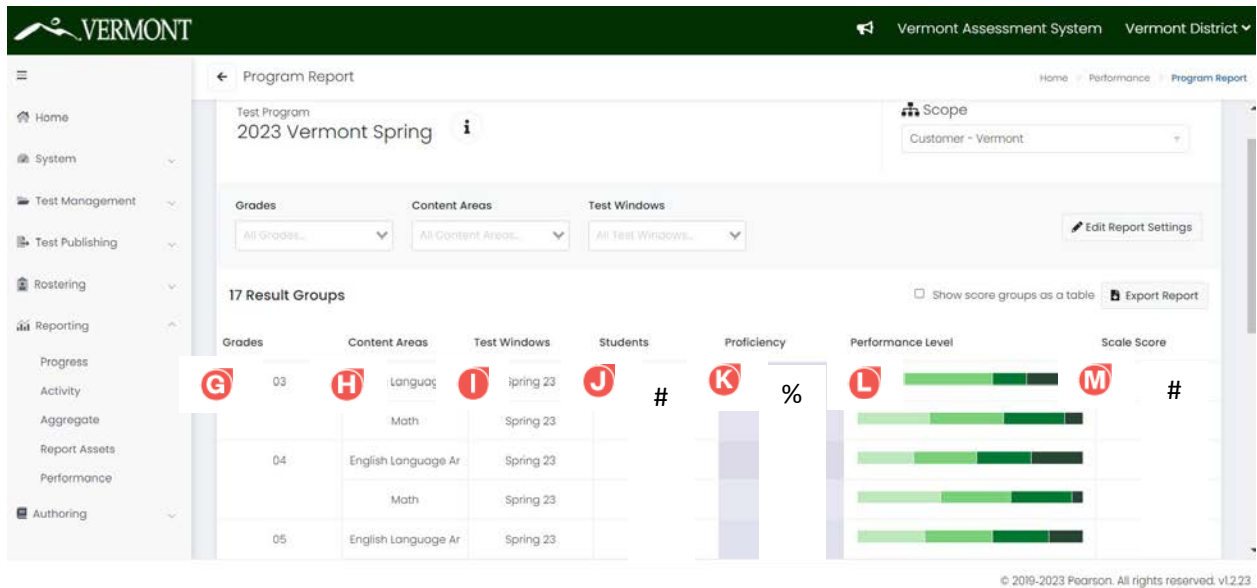 VERMONT
Vermont Assessment System Vermont District
Program Report
Home / Performance / Program Report
Home
System
Test Management
Test Publishing
Rostering
Reporting
Progress
Activity
Aggregate
Report Assets
Performance
Authoring
Test Program
2023 Vermont Spring i
Scope
Customer - Vermont
Grades Content Areas Test Windows
All Grades... All Content Areas... All Test Windows...
Edit Report Settings
17 Result Groups
Show score groups as a table Export Report
Grades Content Areas Test Windows Students Proficiency Performance Level Scale Score
G 03 H Languag I Spring 23 J # K % L M #
Math Spring 23
04 English Language Ar Spring 23
Math Spring 23
05 English Language Ar Spring 23
© 2019-2023 Pearson. All rights reserved. v1.2.23